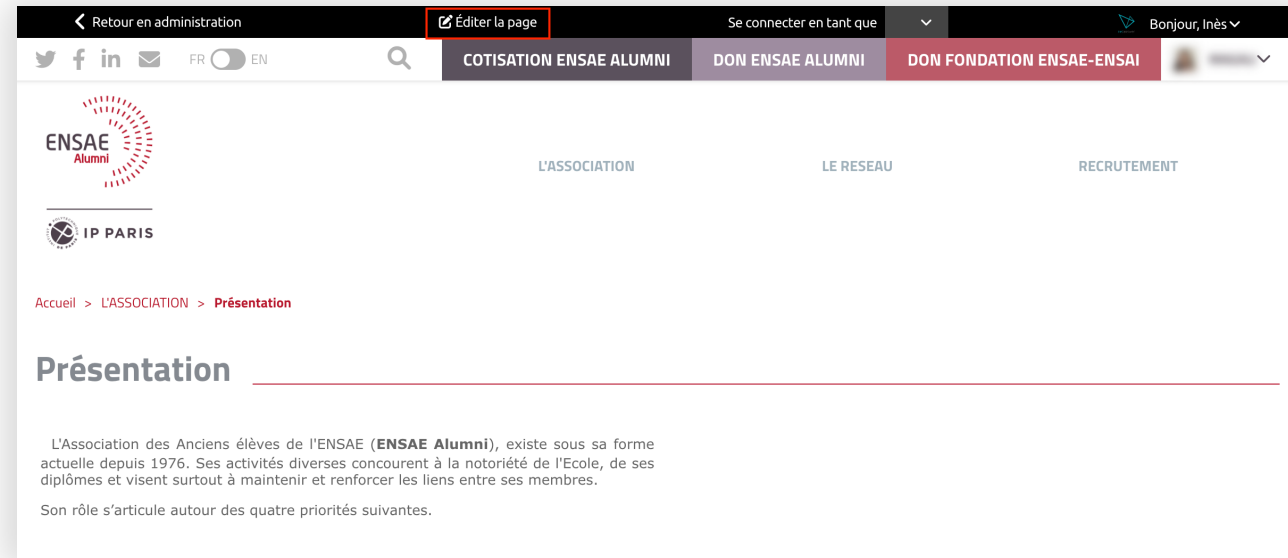 Retour en administration Éditer la page Se connecter en tant que Bonjour, Inès
FR EN COTISATION ENSAE ALUMNI DON ENSAE ALUMNI DON FONDATION ENSAE-ENSAI
ENSAE
Alumni
L'ASSOCIATION LE RESEAU RECRUTEMENT
IP PARIS
Accueil > L'ASSOCIATION > Présentation
Présentation
L'Association des Anciens élèves de l'ENSAE (ENSAE Alumni), existe sous sa forme
actuelle depuis 1976. Ses activités diverses concourent à la notoriété de l'Ecole, de ses
diplômes et visent surtout à maintenir et renforcer les liens entre ses membres.
Son rôle s’articule autour des quatre priorités suivantes.